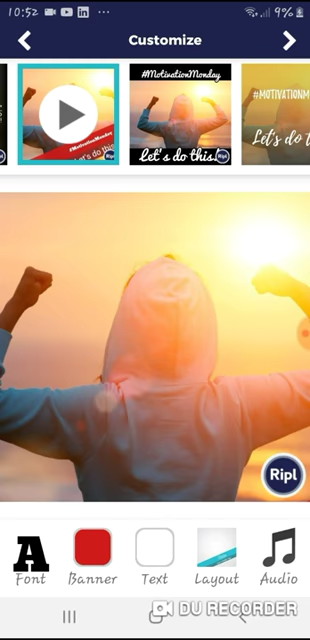 10:52
9%
Customize
#MotivationMonday
Let's do this!
Ripl
#MotivationMonday
Let's do this!
Ripl
#MOTIVATIONM
Let's do t
Ripl
Font
Banner
Text
Layout
Audio
DU RECORDER